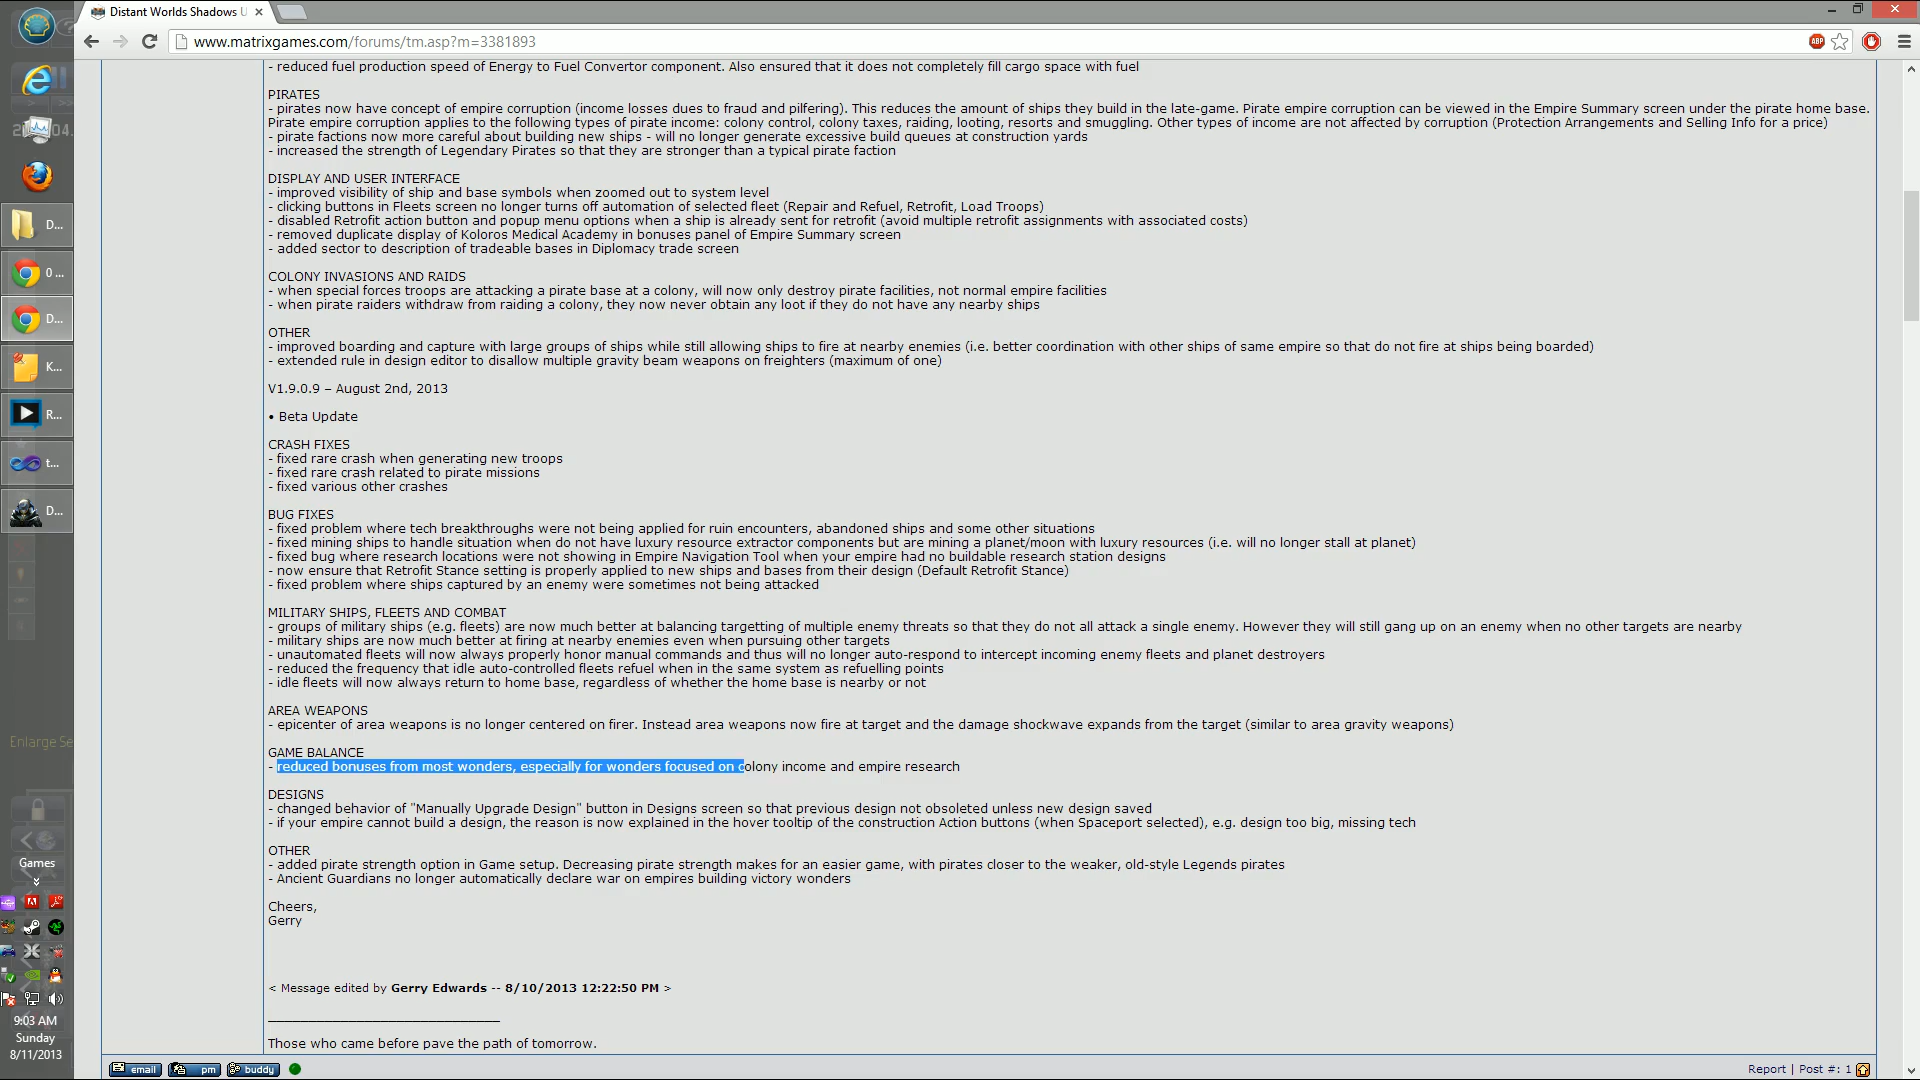 Distant Worlds Shadows U
www.matrixgames.com/forums/tm.asp?m=3381893
ABP
- reduced fuel production speed of Energy to Fuel Convertor component. Also ensured that it does not completely fill cargo space with fuel
PIRATES
- pirates now have concept of empire corruption (income losses dues to fraud and pilfering). This reduces the amount of ships they build in the late-game. Pirate empire corruption can be viewed in the Empire Summary screen under the pirate home base.
Pirate empire corruption applies to the following types of pirate income: colony control, colony taxes, raiding, looting, resorts and smuggling. Other types of income are not affected by corruption (Protection Arrangements and Selling Info for a price)
- pirate factions now more careful about building new ships - will no longer generate excessive build queues at construction yards
- increased the strength of Legendary Pirates so that they are stronger than a typical pirate faction
DISPLAY AND USER INTERFACE
- improved visibility of ship and base symbols when zoomed out to system level
- clicking buttons in Fleets screen no longer turns off automation of selected fleet (Repair and Refuel, Retrofit, Load Troops)
- disabled Retrofit action button and popup menu options when a ship is already sent for retrofit (avoid multiple retrofit assignments with associated costs)
- removed duplicate display of Koloros Medical Academy in bonuses panel of Empire Summary screen
- added sector to description of tradeable bases in Diplomacy trade screen
COLONY INVASIONS AND RAIDS
- when special forces troops are attacking a pirate base at a colony, will now only destroy pirate facilities, not normal empire facilities
- when pirate raiders withdraw from raiding a colony, they now never obtain any loot if they do not have any nearby ships
OTHER
- improved boarding and capture with large groups of ships while still allowing ships to fire at nearby enemies (i.e. better coordination with other ships of same empire so that do not fire at ships being boarded)
- extended rule in design editor to disallow multiple gravity beam weapons on freighters (maximum of one)
V1.9.0.9 – August 2nd, 2013
• Beta Update
CRASH FIXES
- fixed rare crash when generating new troops
- fixed rare crash related to pirate missions
- fixed various other crashes
BUG FIXES
- fixed problem where tech breakthroughs were not being applied for ruin encounters, abandoned ships and some other situations
- fixed mining ships to handle situation when do not have luxury resource extractor components but are mining a planet/moon with luxury resources (i.e. will no longer stall at planet)
- fixed bug where research locations were not showing in Empire Navigation Tool when your empire had no buildable research station designs
- now ensure that Retrofit Stance setting is properly applied to new ships and bases from their design (Default Retrofit Stance)
- fixed problem where ships captured by an enemy were sometimes not being attacked
MILITARY SHIPS, FLEETS AND COMBAT
- groups of military ships (e.g. fleets) are now much better at balancing targetting of multiple enemy threats so that they do not all attack a single enemy. However they will still gang up on an enemy when no other targets are nearby
- military ships are now much better at firing at nearby enemies even when pursuing other targets
- unautomated fleets will now always properly honor manual commands and thus will no longer auto-respond to intercept incoming enemy fleets and planet destroyers
- reduced the frequency that idle auto-controlled fleets refuel when in the same system as refuelling points
- idle fleets will now always return to home base, regardless of whether the home base is nearby or not
AREA WEAPONS
- epicenter of area weapons is no longer centered on firer. Instead area weapons now fire at target and the damage shockwave expands from the target (similar to area gravity weapons)
GAME BALANCE
- reduced bonuses from most wonders, especially for wonders focused on colony income and empire research
DESIGNS
- changed behavior of "Manually Upgrade Design" button in Designs screen so that previous design not obsoleted unless new design saved
- if your empire cannot build a design, the reason is now explained in the hover tooltip of the construction Action buttons (when Spaceport selected), e.g. design too big, missing tech
OTHER
- added pirate strength option in Game setup. Decreasing pirate strength makes for an easier game, with pirates closer to the weaker, old-style Legends pirates
- Ancient Guardians no longer automatically declare war on empires building victory wonders
Cheers,
Gerry
< Message edited by Gerry Edwards -- 8/10/2013 12:22:50 PM >
_____________________________
Those who came before pave the path of tomorrow.
email pm buddy
Report | Post #: 1
D...
0 ...
D...
K...
R...
t...
D...
Enlarge Se
Games
9:03 AM
Sunday
8/11/2013